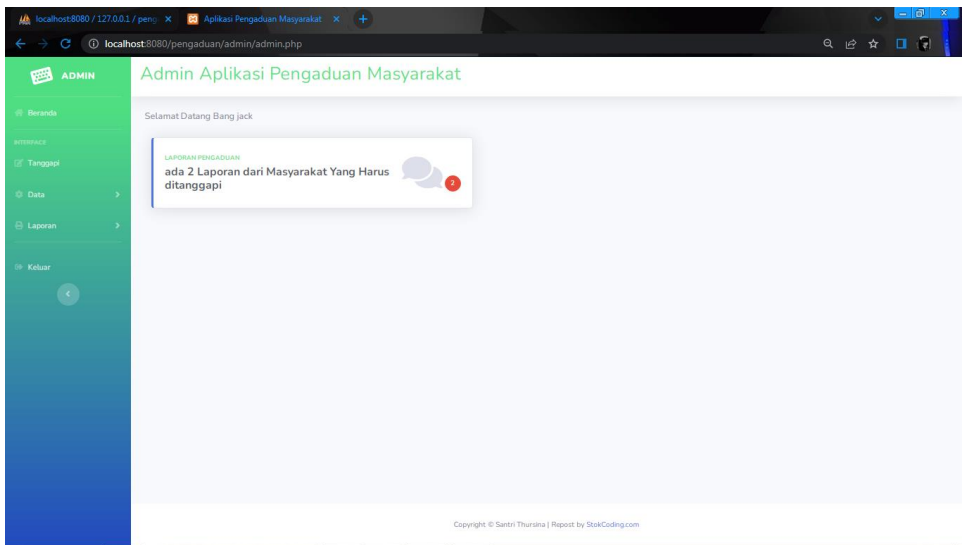 localhost:8080 / 127.0.0.1 / peng
Aplikasi Pengaduan Masyarakat
localhost:8080/pengaduan/admin/admin.php
ADMIN
Admin Aplikasi Pengaduan Masyarakat
Beranda
Selamat Datang Bang jack
INTERFACE
Tanggapi
Data
Laporan
Keluar
LAPORAN PENGADUAN
ada 2 Laporan dari Masyarakat Yang Harus
ditanggapi
2
Copyright © Santri Thursina | Repost by StokCoding.com